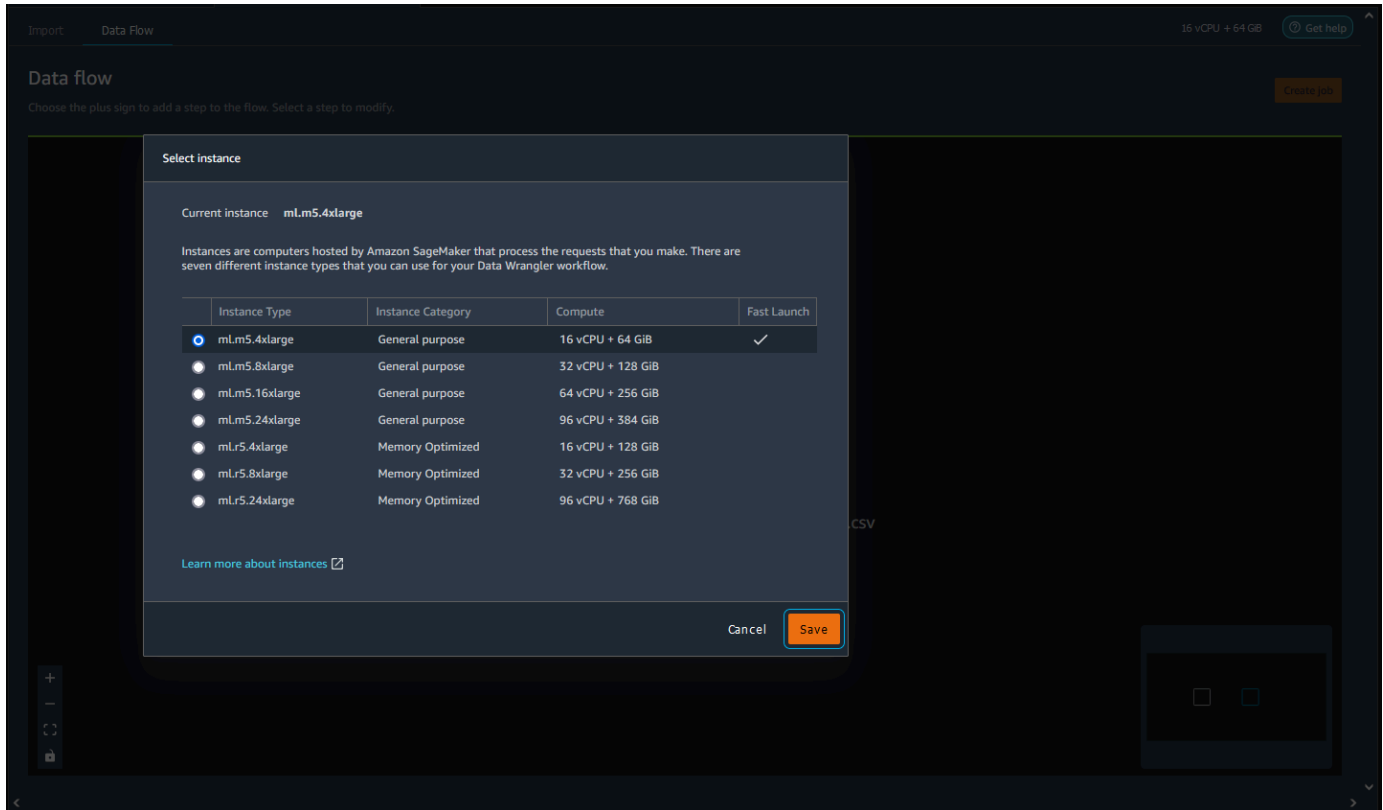 Import Data Flow 16 vCPU + 64 GiB Get help
Data flow
Create job
Choose the plus sign to add a step to the flow. Select a step to modify.
Select instance
Current instance ml.m5.4xlarge
Instances are computers hosted by Amazon SageMaker that process the requests that you make. There are
seven different instance types that you can use for your Data Wrangler workflow.
Instance Type Instance Category Compute Fast Launch
ml.m5.4xlarge General purpose 16 vCPU + 64 GiB
ml.m5.8xlarge General purpose 32 vCPU + 128 GiB
ml.m5.16xlarge General purpose 64 vCPU + 256 GiB
ml.m5.24xlarge General purpose 96 vCPU + 384 GiB
ml.r5.4xlarge Memory Optimized 16 vCPU + 128 GiB
ml.r5.8xlarge Memory Optimized 32 vCPU + 256 GiB
ml.r5.24xlarge Memory Optimized 96 vCPU + 768 GiB
.csv
Learn more about instances
Cancel Save